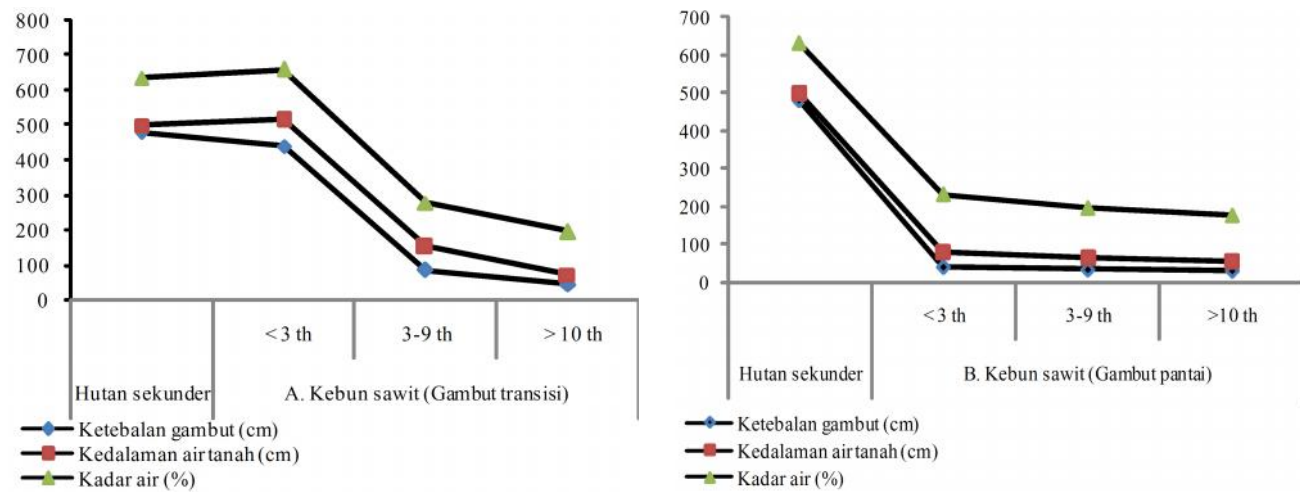 800
700
600
500
400
300
200
100
0
< 3 th
3-9 th
> 10 th
Hutan sekunder
A. Kebun sawit (Gambut transisi)
Ketebalan gambut (cm)
Kedalaman air tanah (cm)
Kadar air (%)
700
600
500
400
300
200
100
0
<3 th
3-9 th
>10 th
Hutan sekunder
B. Kebun sawit (Gambut pantai)
Ketebalan gambut (cm)
Kedalaman air tanah (cm)
Kadar air (%)